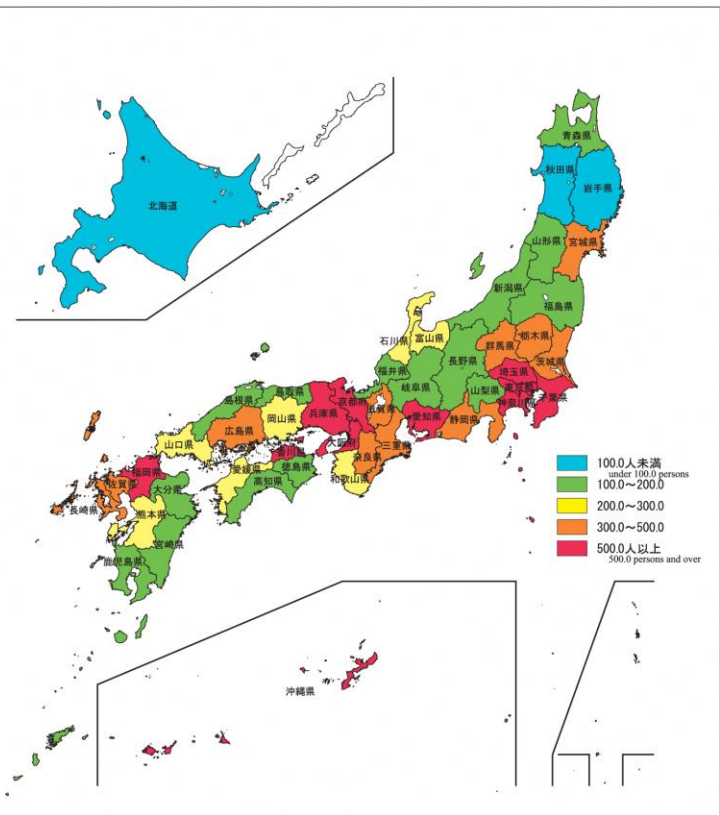 北海道
青森県
秋田県
岩手県
山形県
宮城県
新潟県
福島県
石川県
富山県
群馬県
栃木県
茨城県
長野県
埼玉県
福井県
岐阜県
山梨県
東京都
神奈川県
千葉県
島根県
鳥取県
京都府
滋賀県
愛知県
静岡県
兵庫県
岡山県
広島県
山口県
大阪府
三重県
奈良県
和歌山県
香川県
徳島県
愛媛県
高知県
福岡県
佐賀県
大分県
長崎県
熊本県
宮崎県
鹿児島県
沖縄県
100.0人未満
under 100.0 persons
100.0～200.0
200.0～300.0
300.0～500.0
500.0人以上
500.0 persons and over